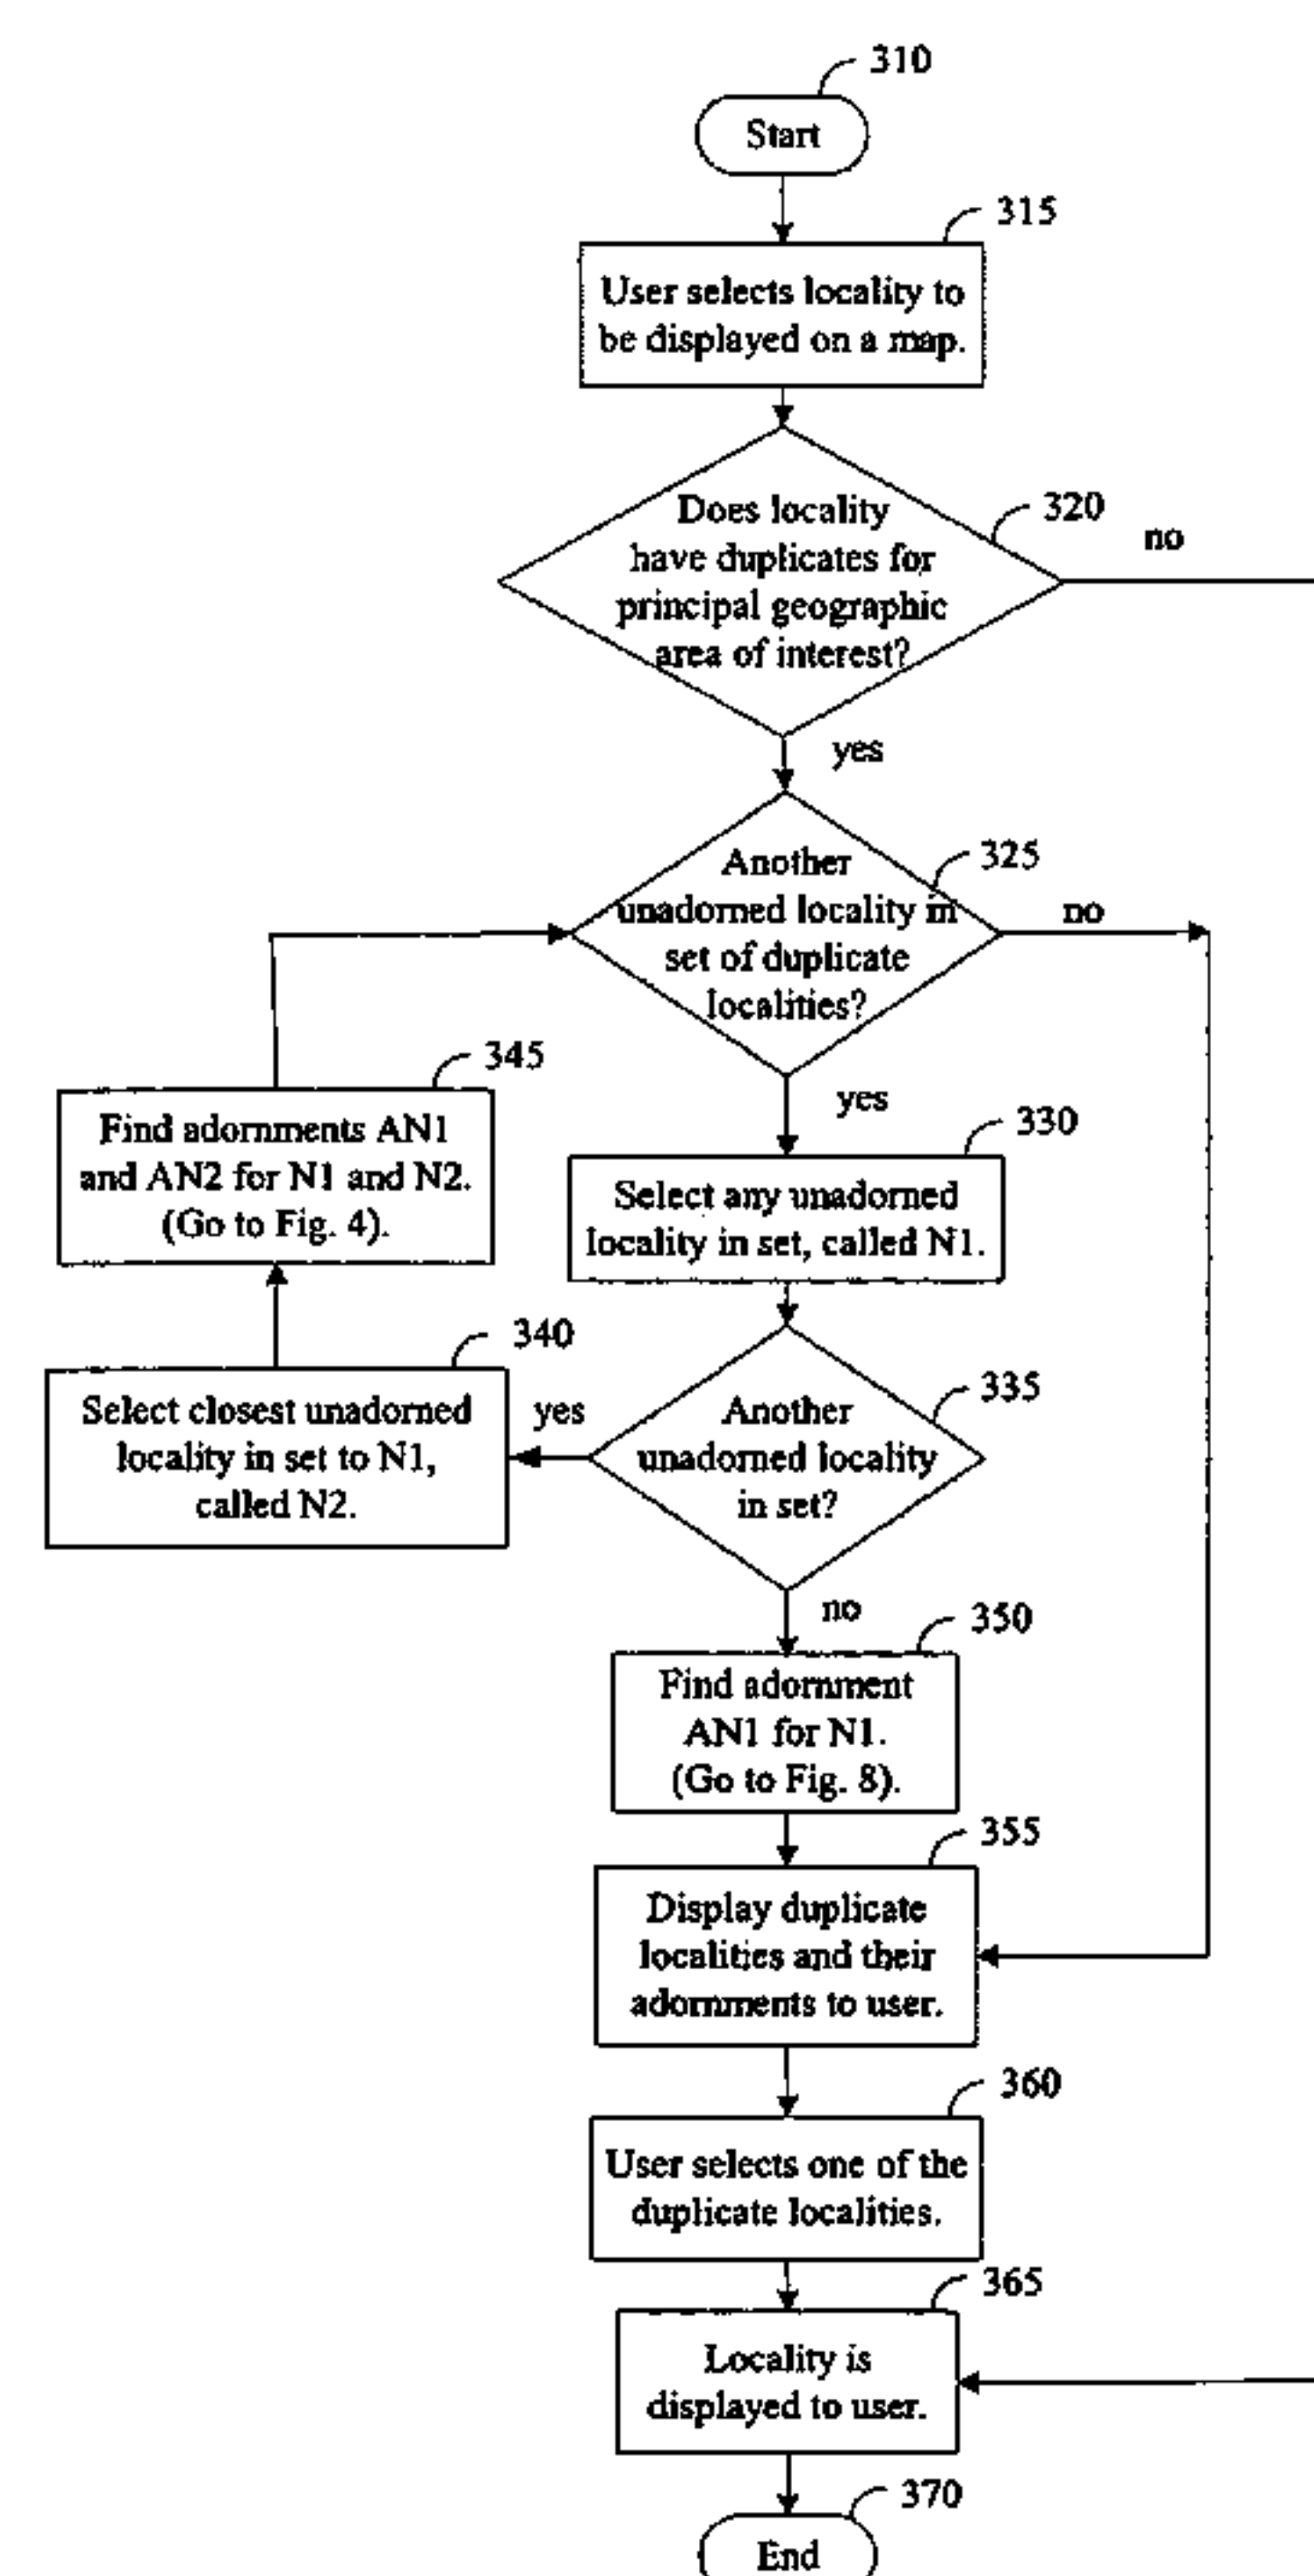 310
Start
315
User selects locality to
be displayed on a map.
320
Does locality
have duplicates for
principal geographic
area of interest?
no
yes
325
Another
unadorned locality in
set of duplicate
localities?
no
yes
345
Find adornments AN1
and AN2 for N1 and N2.
(Go to Fig. 4).
330
Select any unadorned
locality in set, called N1.
340
Select closest unadorned
locality in set to N1,
called N2.
yes
335
Another
unadorned locality
in set?
no
350
Find adornment
AN1 for N1.
(Go to Fig. 8).
355
Display duplicate
localities and their
adornments to user.
360
User selects one of the
duplicate localities.
365
Locality is
displayed to user.
370
End